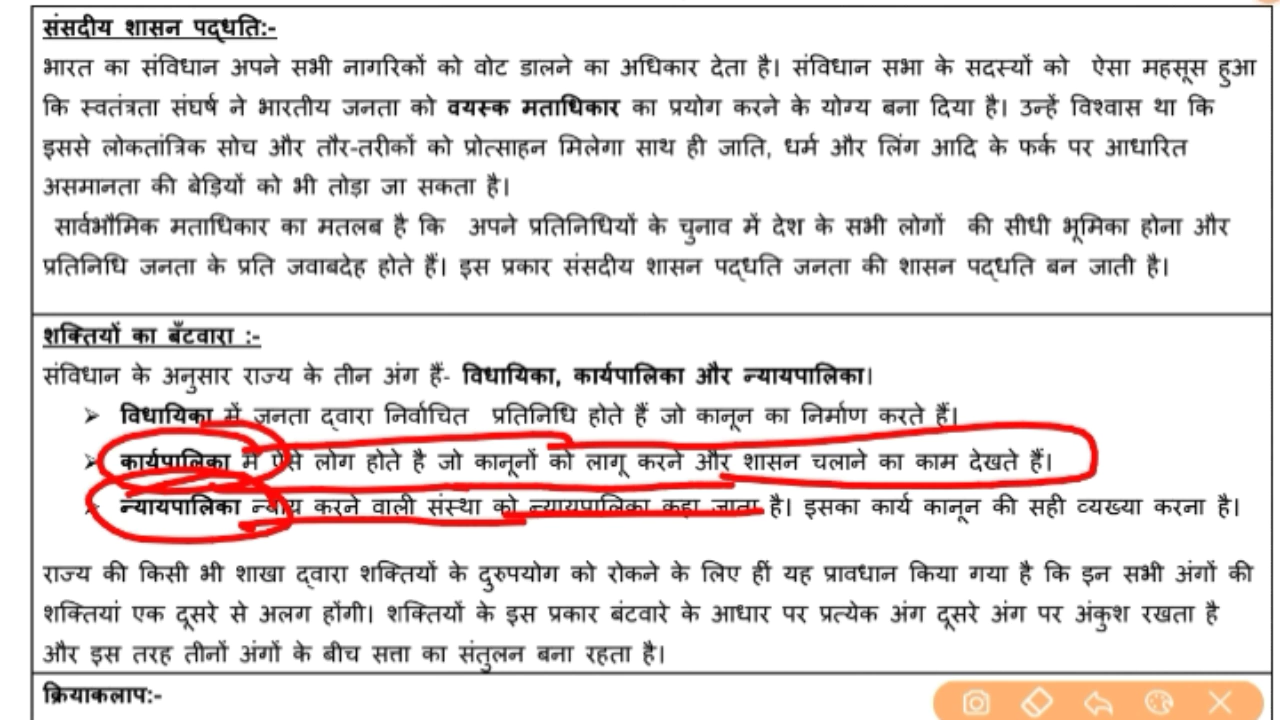 संसदीय शासन पद्धति:-
भारत का संविधान अपने सभी नागरिकों को वोट डालने का अधिकार देता है। संविधान सभा के सदस्यों को ऐसा महसूस हुआ
कि स्वतंत्रता संघर्ष ने भारतीय जनता को वयस्क मताधिकार का प्रयोग करने के योग्य बना दिया है। उन्हें विश्वास था कि
इससे लोकतांत्रिक सोच और तौर-तरीकों को प्रोत्साहन मिलेगा साथ ही जाति, धर्म और लिंग आदि के फर्क पर आधारित
असमानता की बेड़ियों को भी तोड़ा जा सकता है।
सार्वभौमिक मताधिकार का मतलब है कि अपने प्रतिनिधियों के चुनाव में देश के सभी लोगों की सीधी भूमिका होना और
प्रतिनिधि जनता के प्रति जवाबदेह होते हैं। इस प्रकार संसदीय शासन पद्धति जनता की शासन पद्धति बन जाती है।
शक्तियों का बँटवारा :-
संविधान के अनुसार राज्य के तीन अंग हैं- विधायिका, कार्यपालिका और न्यायपालिका।
➢ विधायिका में जनता द्वारा निर्वाचित प्रतिनिधि होते हैं जो कानून का निर्माण करते हैं।
➢ कार्यपालिका में ऐसे लोग होते है जो कानूनों को लागू करने और शासन चलाने का काम देखते हैं।
➢ न्यायपालिका न्याय करने वाली संस्था को न्यायपालिका कहा जाता है। इसका कार्य कानून की सही व्यख्या करना है।
राज्य की किसी भी शाखा द्वारा शक्तियों के दुरुपयोग को रोकने के लिए हीं यह प्रावधान किया गया है कि इन सभी अंगों की
शक्तियां एक दूसरे से अलग होंगी। शक्तियों के इस प्रकार बंटवारे के आधार पर प्रत्येक अंग दूसरे अंग पर अंकुश रखता है
और इस तरह तीनों अंगों के बीच सत्ता का संतुलन बना रहता है।
क्रियाकलाप:-